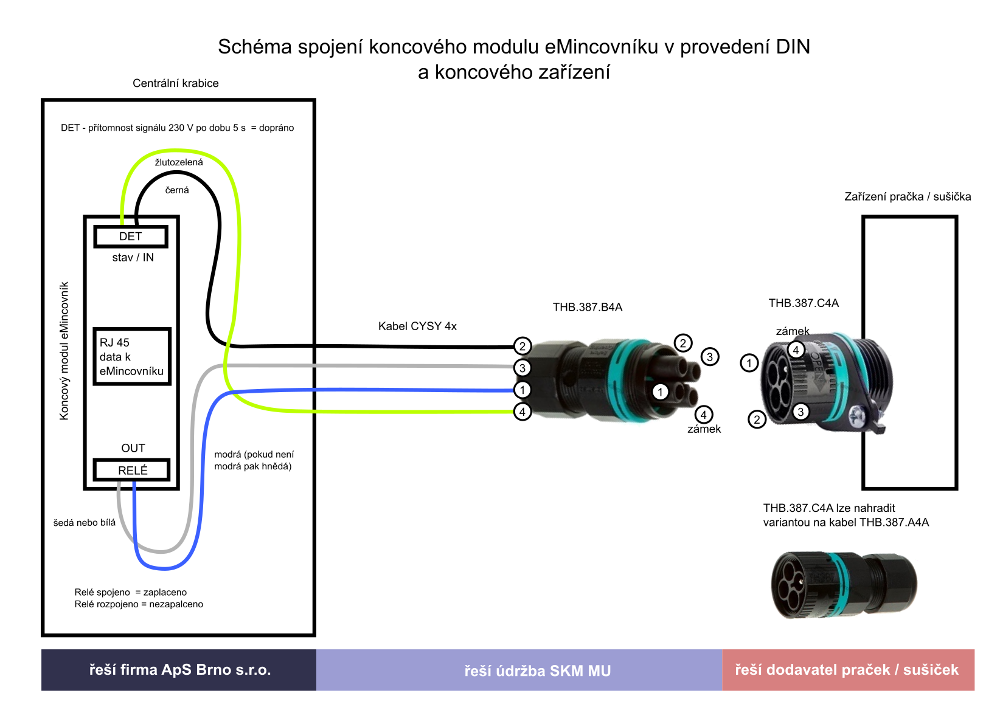 Schéma spojení koncového modulu eMincovníku v provedení DIN
a koncového zařízení
Centrální krabice
DET - přítomnost signálu 230 V po dobu 5 s  = dopráno
žlutozelená
černá
DET
stav / IN
Koncový modul eMincovník
RJ 45
data k
eMincovníku
OUT
RELÉ
modrá (pokud není
modrá pak hnědá)
šedá nebo bílá
Relé spojeno  = zaplaceno
Relé rozpojeno = nezapalceno
Kabel CYSY 4x
2
3
1
4
THB.387.B4A
2
3
1
4
zámek
THB.387.C4A
zámek
4
1
OPEN
3
2
Zařízení pračka / sušička
THB.387.C4A lze nahradit
variantou na kabel THB.387.A4A
řeší firma ApS Brno s.r.o.
řeší údržba SKM MU
řeší dodavatel praček / sušiček